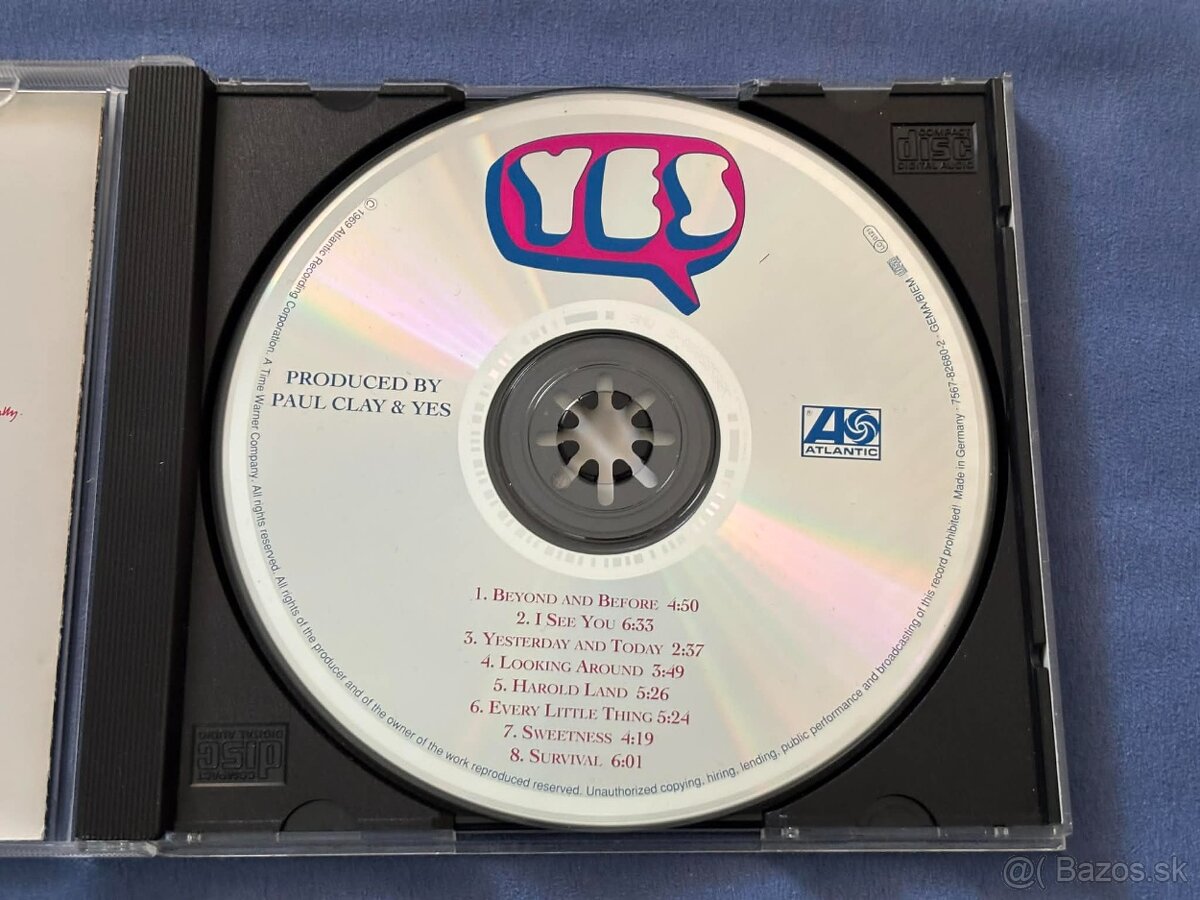 YES
COMPACT
disc
DIGITAL AUDIO
© 1969 Atlantic Recording Corporation. A Time Warner Company. All rights reserved. All rights of the producer and of the owner of the work reproduced reserved. Unauthorized copying, hiring, lending, public performance and broadcasting of this record prohibited! Made in Germany · 7567-82680-2 · GEMA/BIEM
PRODUCED BY
PAUL CLAY & YES
®
ATLANTIC
1. BEYOND AND BEFORE 4:50
2. I SEE YOU 6:33
3. YESTERDAY AND TODAY 2:37
4. LOOKING AROUND 3:49
5. HAROLD LAND 5:26
6. EVERY LITTLE THING 5:24
7. SWEETNESS 4:19
8. SURVIVAL 6:01
COMPACT
disc
DIGITAL AUDIO
@( Bazos.sk